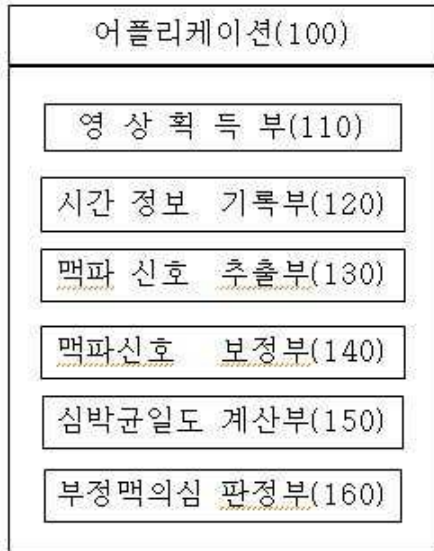 어플리케이션(100)
영 상 획 득 부(110)
시간 정보 기록부(120)
맥파 신호 추출부(130)
맥파신호 보정부(140)
심박균일도 계산부(150)
부정맥의심 판정부(160)